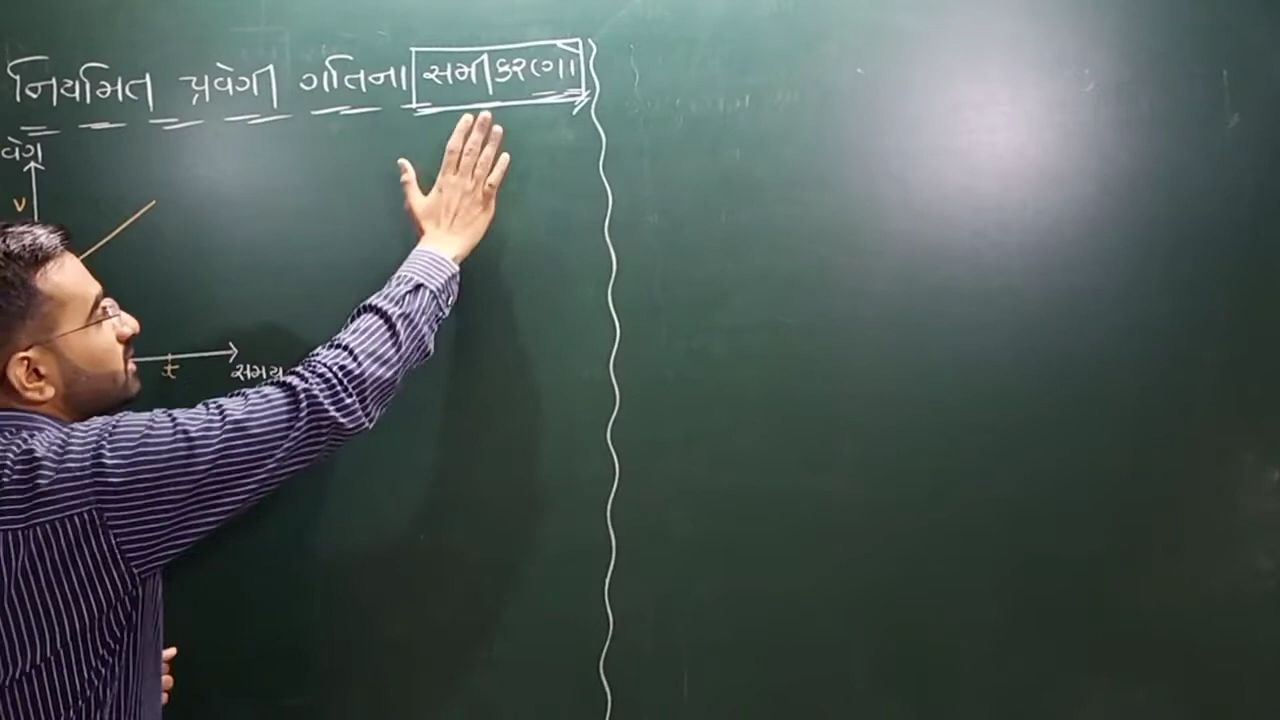 નિયમિત પ્રવેગી ગતિના સમીકરણો
વેગ
v
t
સમય